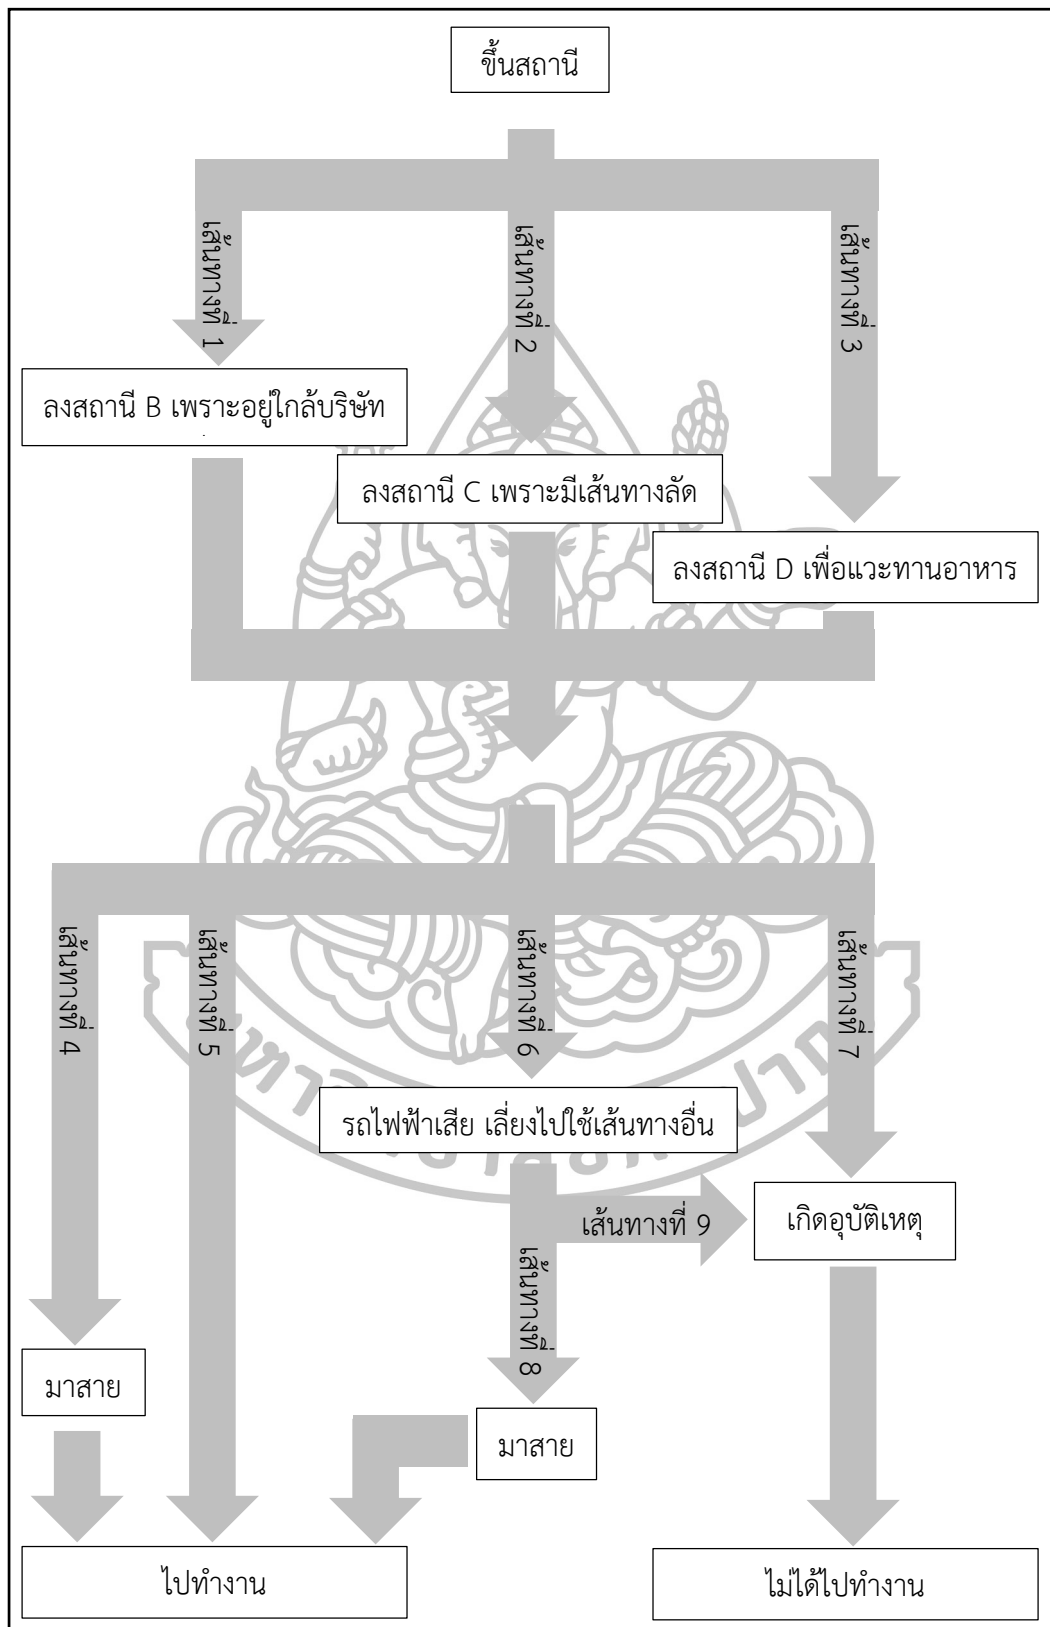 ขึ้นสถานี
เส้นทางที่ 1
เส้นทางที่ 2
เส้นทางที่ 3
ลงสถานี B เพราะอยู่ใกล้บริษัท
ลงสถานี C เพราะมีเส้นทางลัด
ลงสถานี D เพื่อแวะทานอาหาร
เส้นทางที่ 4
เส้นทางที่ 5
เส้นทางที่ 6
เส้นทางที่ 7
รถไฟฟ้าเสีย เลี่ยงไปใช้เส้นทางอื่น
เส้นทางที่ 9
เกิดอุบัติเหตุ
เส้นทางที่ 8
มาสาย
มาสาย
ไปทำงาน
ไม่ได้ไปทำงาน